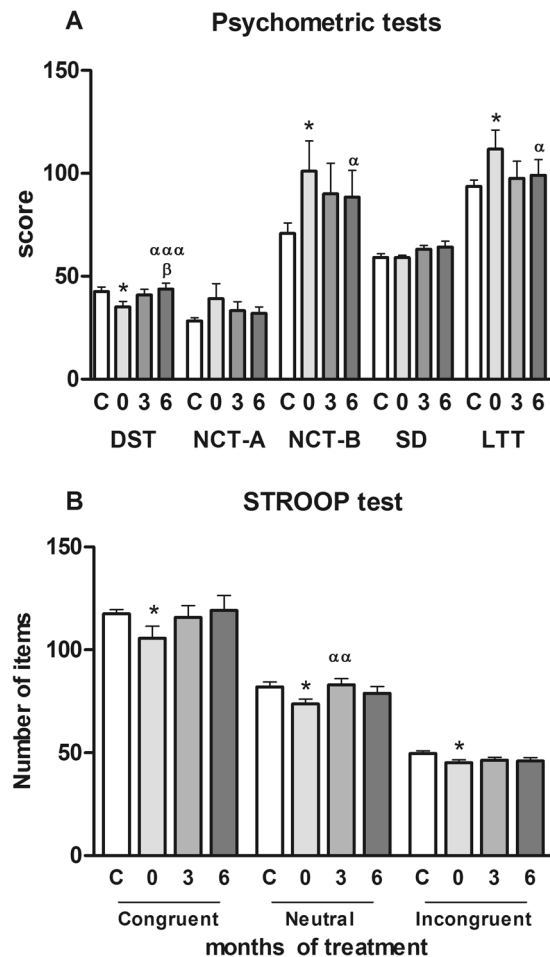 A Psychometric tests
150
100
50
0
score
*
ααα
β
*
α
*
α
C 0 3 6 C 0 3 6 C 0 3 6 C 0 3 6 C 0 3 6
DST NCT-A NCT-B SD LTT
B STROOP test
150
100
50
0
Number of items
*
*
αα
*
C 0 3 6 C 0 3 6 C 0 3 6
Congruent Neutral Incongruent
months of treatment